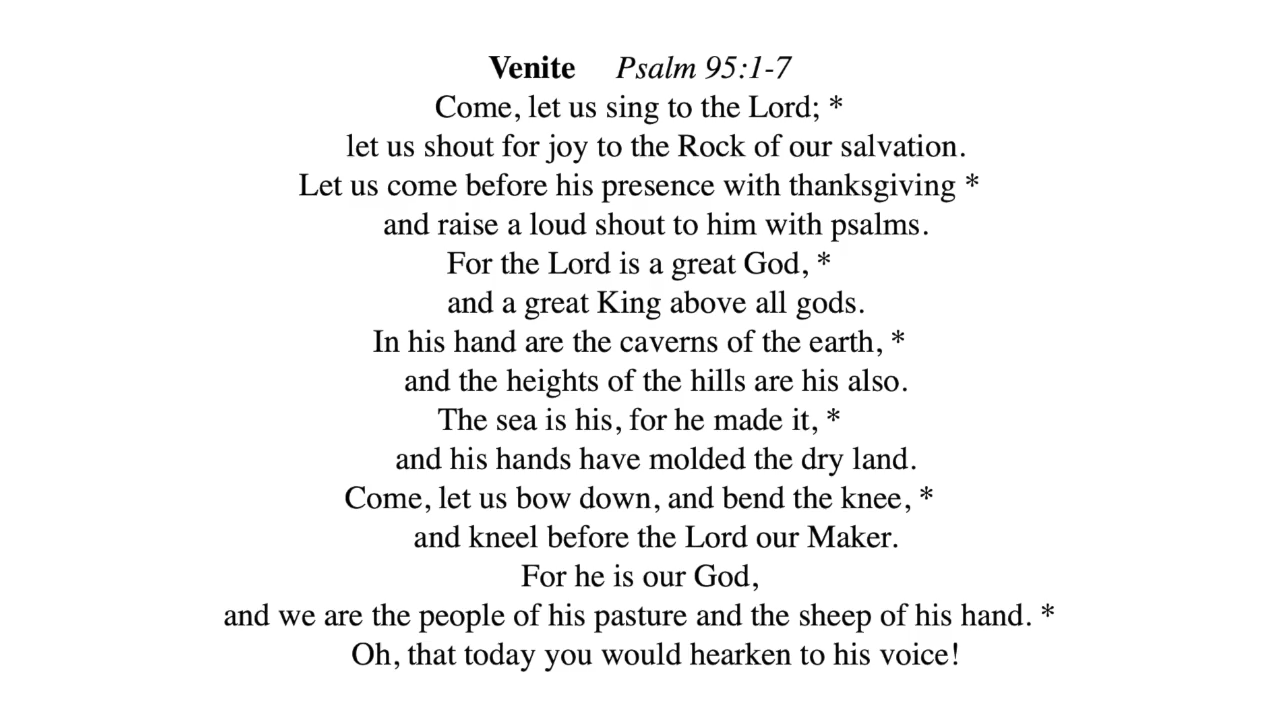 Venite Psalm 95:1-7
Come, let us sing to the Lord; *
let us shout for joy to the Rock of our salvation.
Let us come before his presence with thanksgiving *
and raise a loud shout to him with psalms.
For the Lord is a great God, *
and a great King above all gods.
In his hand are the caverns of the earth, *
and the heights of the hills are his also.
The sea is his, for he made it, *
and his hands have molded the dry land.
Come, let us bow down, and bend the knee, *
and kneel before the Lord our Maker.
For he is our God,
and we are the people of his pasture and the sheep of his hand. *
Oh, that today you would hearken to his voice!